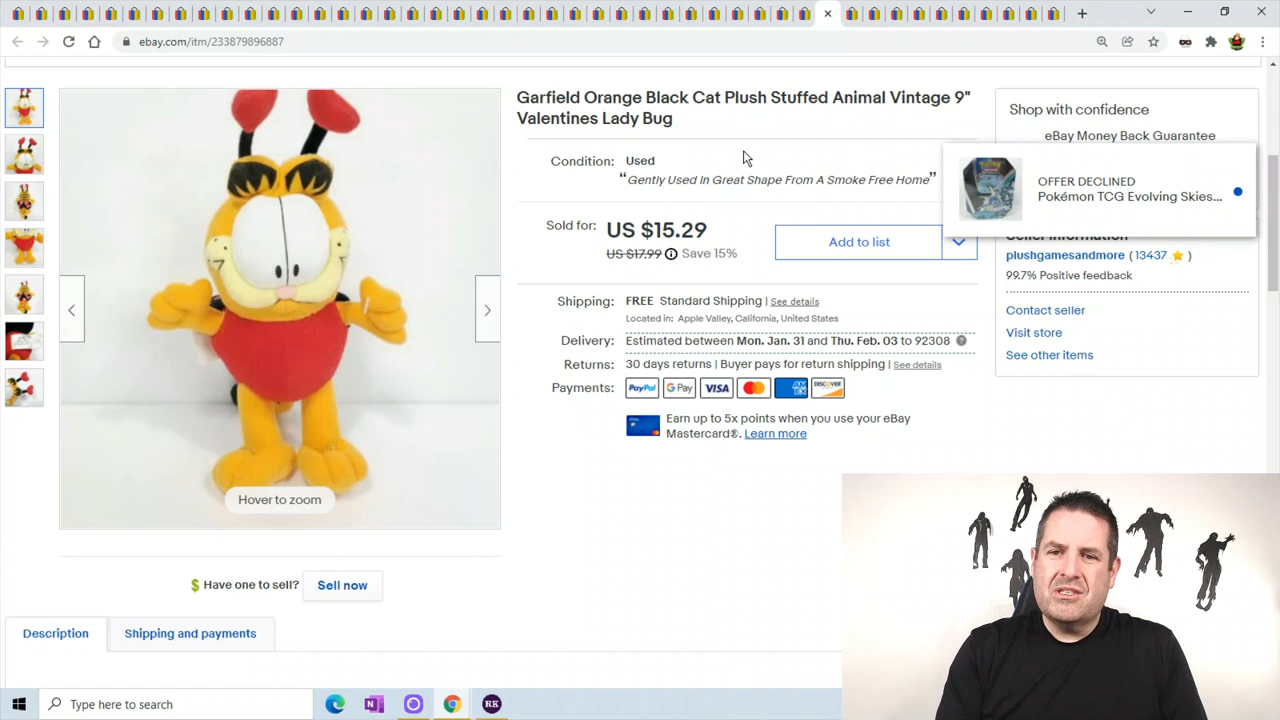 ebay.com/itm/233879896887
Garfield Orange Black Cat Plush Stuffed Animal Vintage 9"
Valentines Lady Bug
Condition: Used
“Gently Used In Great Shape From A Smoke Free Home”
Sold for: US $15.29
US $17.99 Save 15%
Add to list
Shipping: FREE Standard Shipping | See details
Located in: Apple Valley, California, United States
Delivery: Estimated between Mon. Jan. 31 and Thu. Feb. 03 to 92308
Returns: 30 days returns | Buyer pays for return shipping | See details
Payments: PayPal G Pay VISA DISCOVER
Earn up to 5x points when you use your eBay
Mastercard®. Learn more
Shop with confidence
eBay Money Back Guarantee
OFFER DECLINED
Pokémon TCG Evolving Skies...
Seller information
plushgamesandmore (13437 )
99.7% Positive feedback
Contact seller
Visit store
See other items
Hover to zoom
Have one to sell? Sell now
Description
Shipping and payments
Type here to search
RK